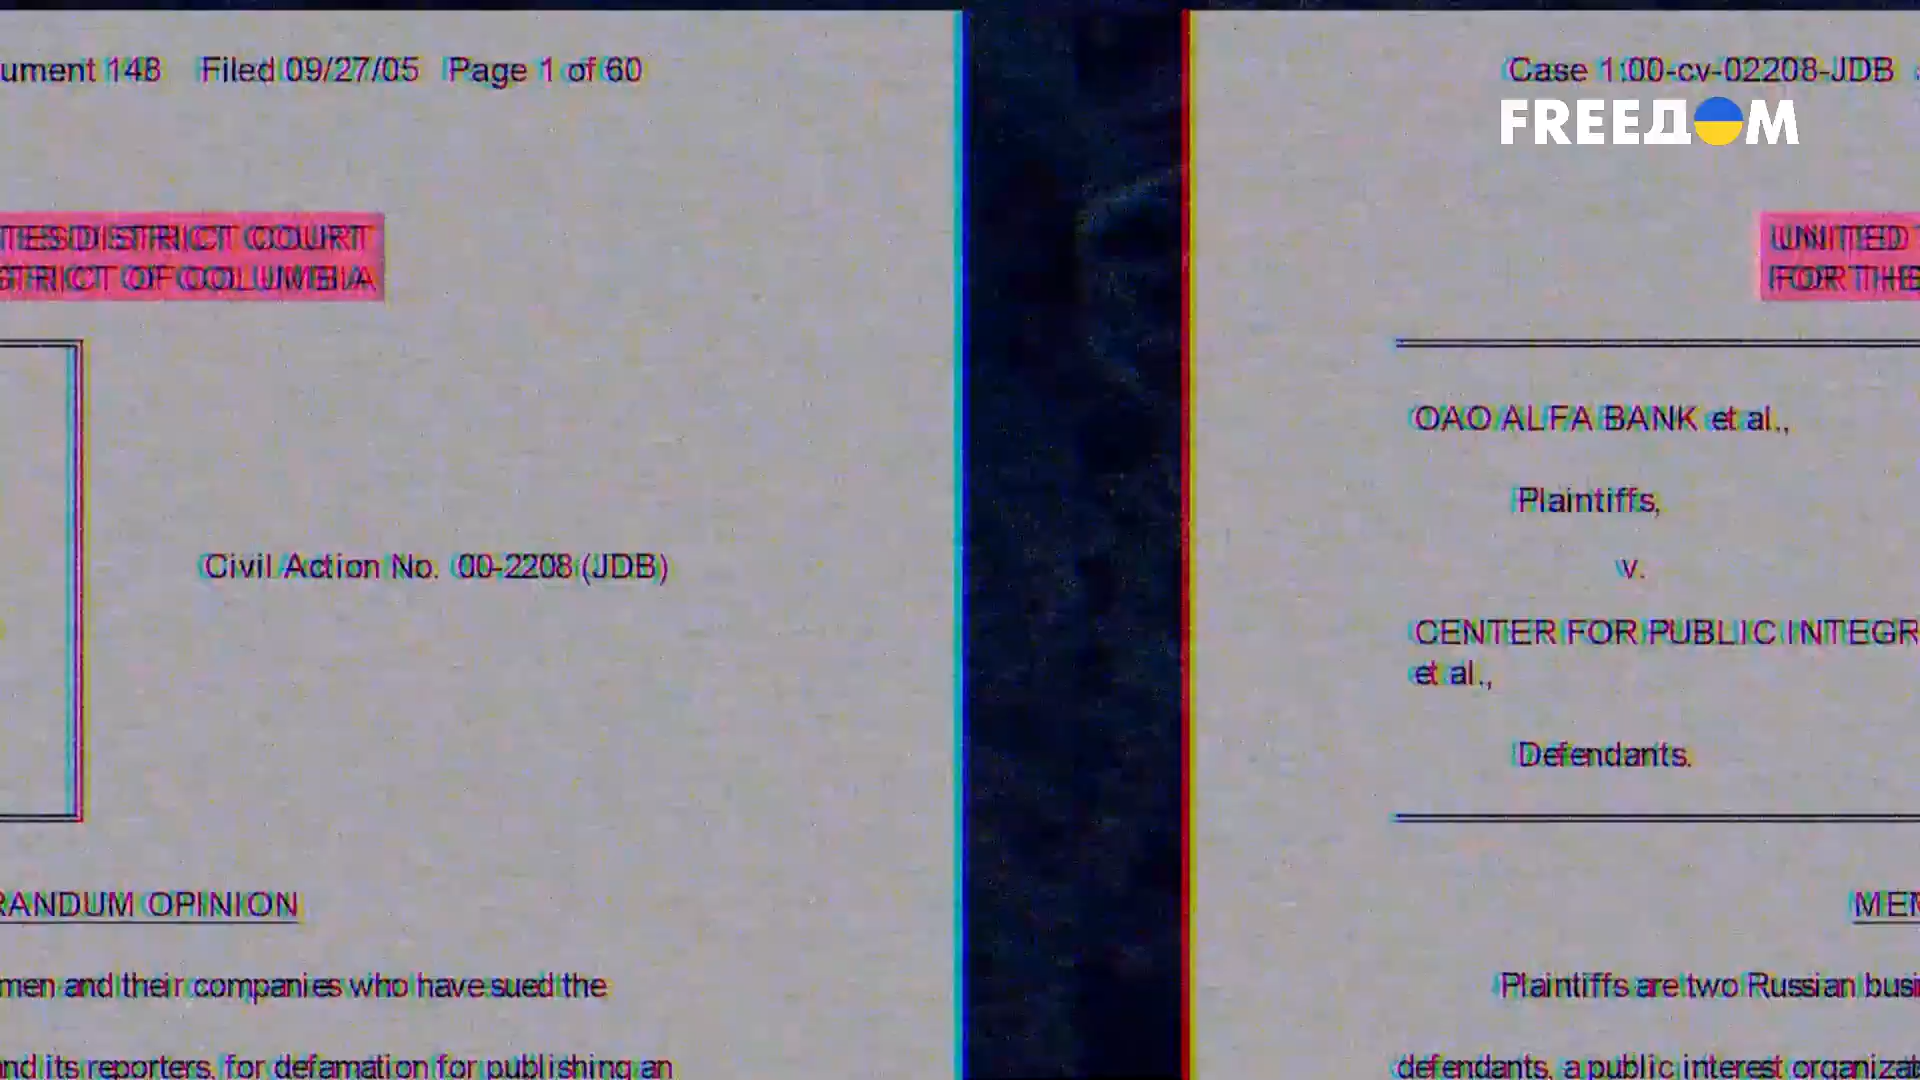 ument 148 Filed 09/27/05 Page 1 of 60
TES DISTRICT COURT
STRICT OF COLUMBIA
Civil Action No. 00-2208 (JDB)
RANDUM OPINION
men and their companies who have sued the
nd its reporters, for defamation for publishing an
Case 1:00-cv-02208-JDB
FREEДOM
UNITED
FOR THE
OAO ALFA BANK et al.,
Plaintiffs,
v.
CENTER FOR PUBLIC INTEGR
et al.,
Defendants.
MEM
Plaintiffs are two Russian busi
defendants, a public interest organizat